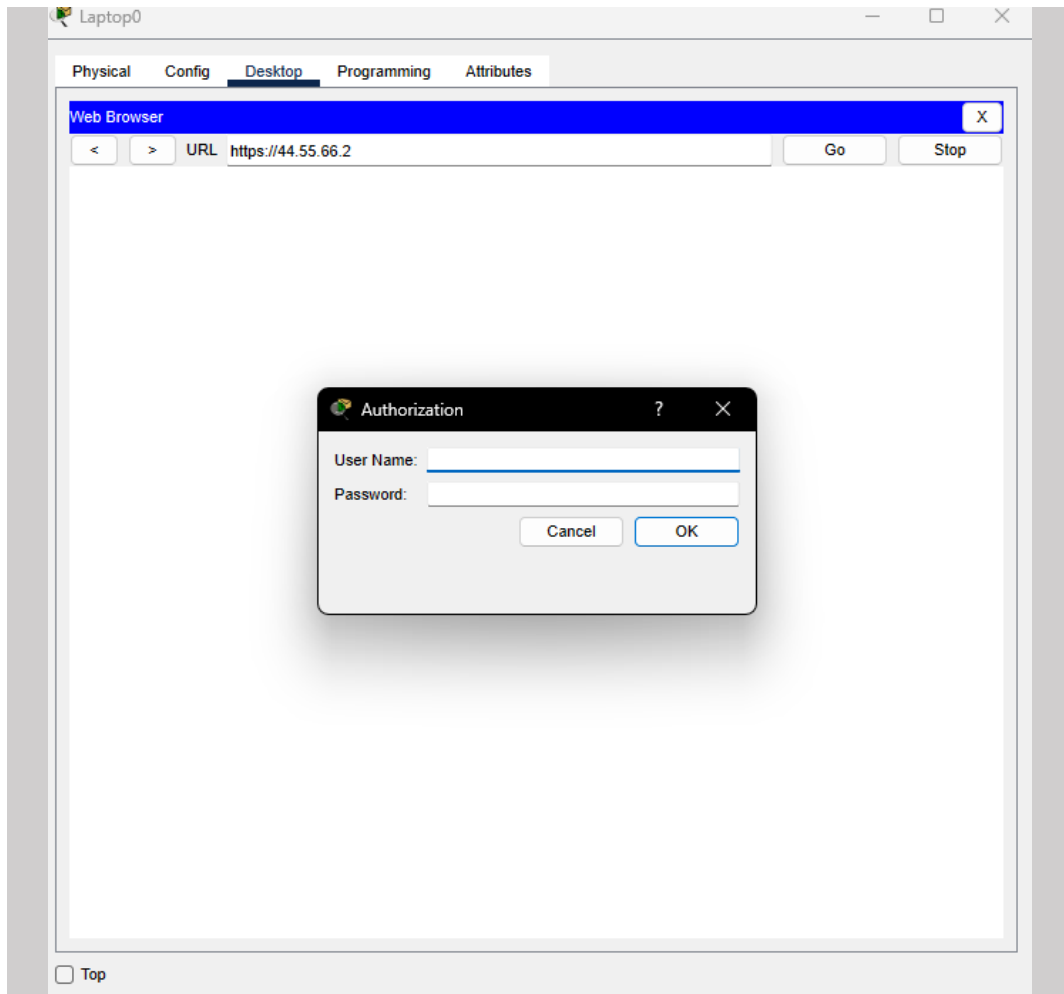 Laptop0
Physical Config Desktop Programming Attributes
Web Browser X
< > URL https://44.55.66.2 Go Stop
Authorization ?
User Name:
Password:
Cancel OK
Top